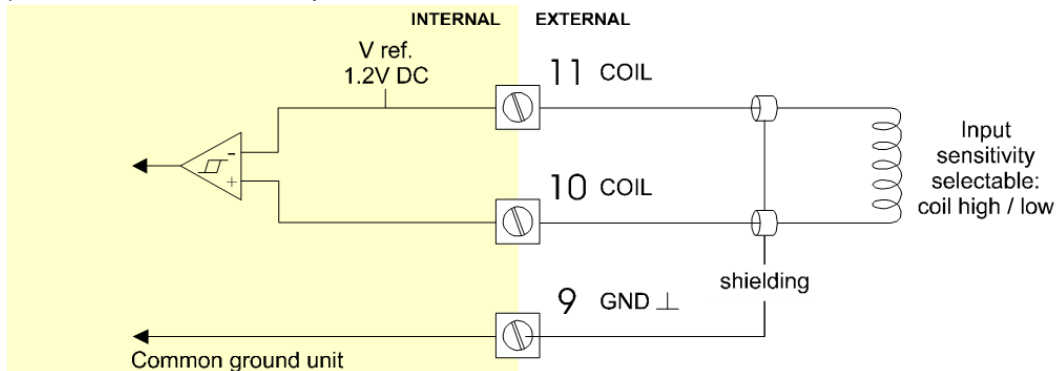 INTERNAL EXTERNAL
V ref.
1.2V DC
11 COIL
Input
sensitivity
selectable:
coil high / low
-
+
10 COIL
shielding
9 GND ⊥
Common ground unit